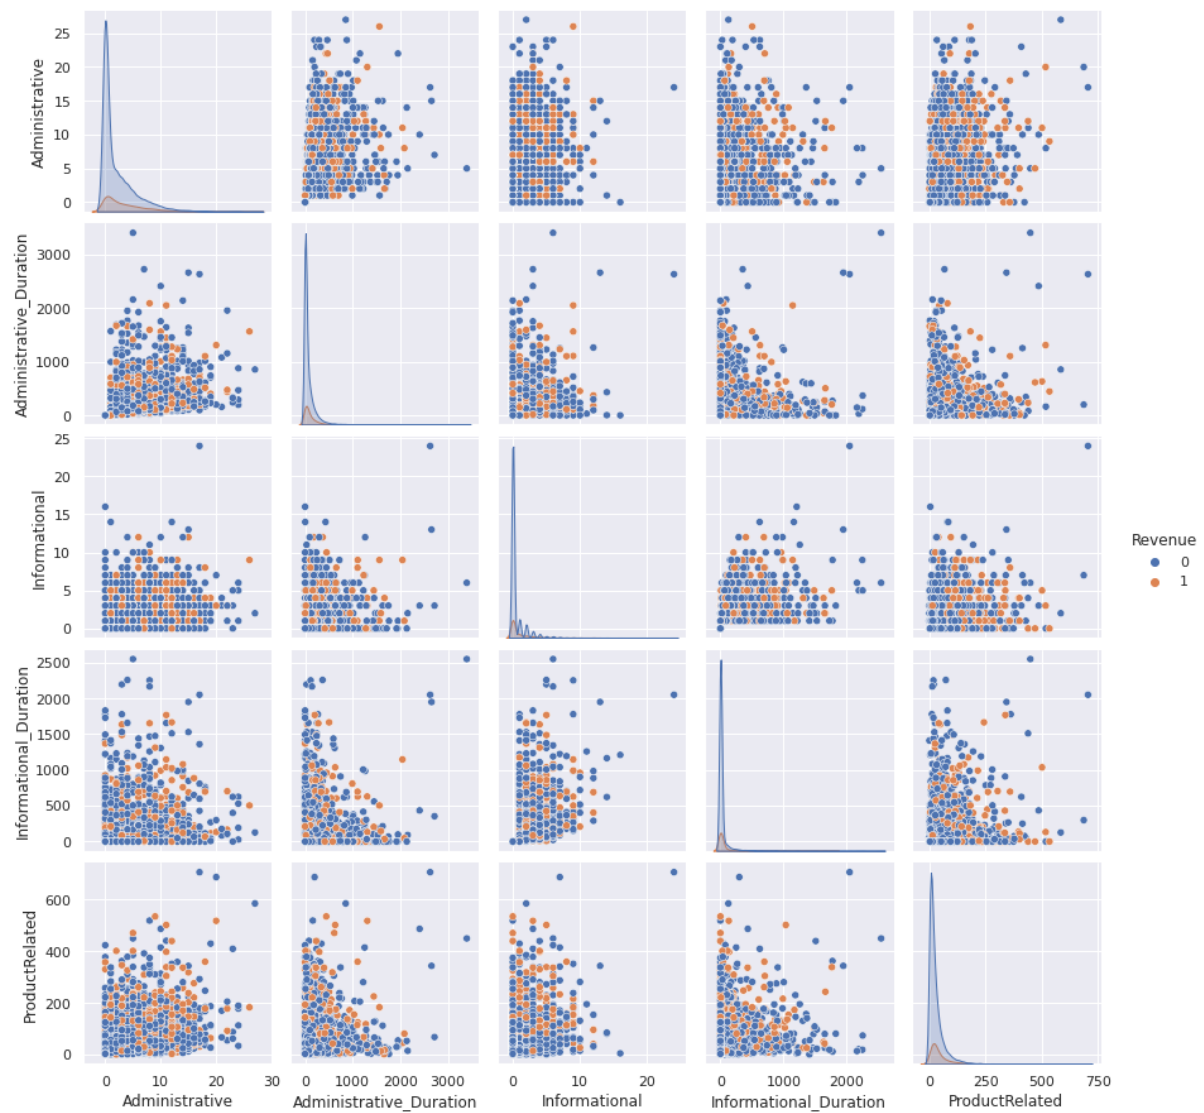 Administrative
25
20
15
10
5
0
Administrative_Duration
3000
2000
1000
0
Informational
25
20
15
10
5
0
Revenue
0
1
Informational_Duration
2500
2000
1500
1000
500
0
ProductRelated
600
400
200
0
0 10 20 30
0 1000 2000 3000
0 20
0 1000 2000
0 250 500 750
Administrative
Administrative_Duration
Informational
Informational_Duration
ProductRelated